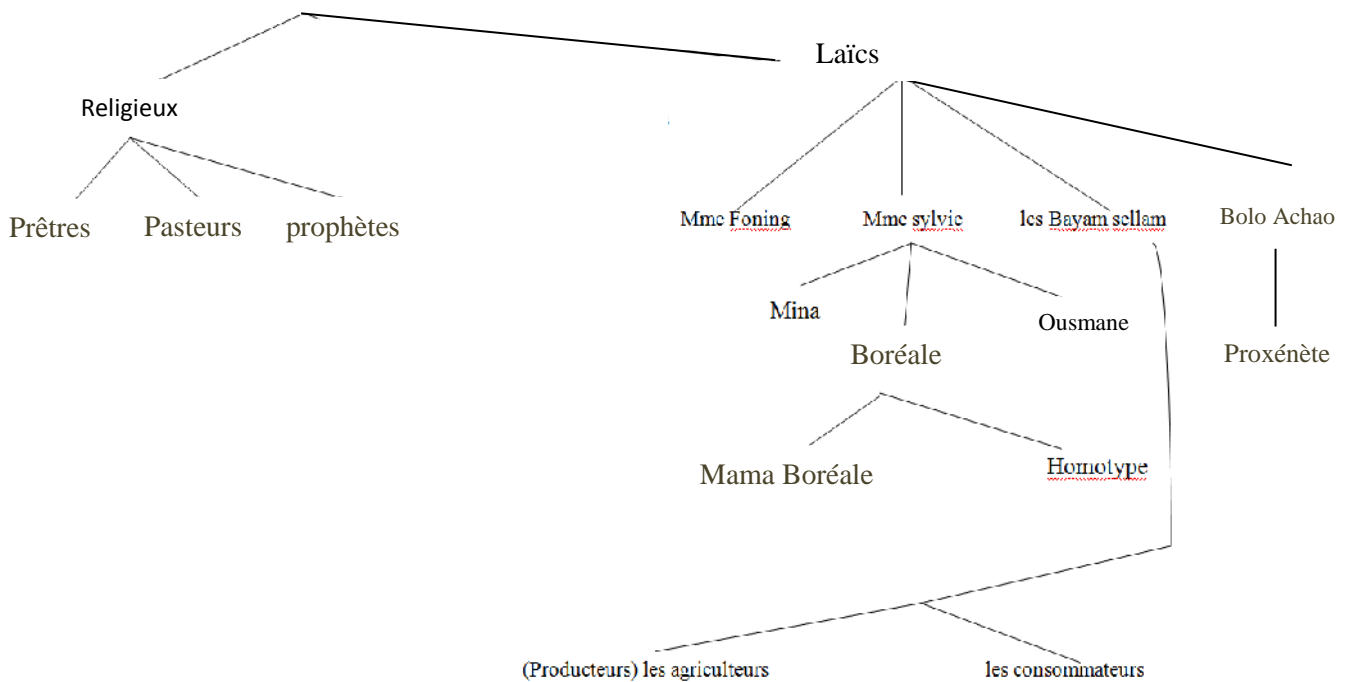 Laïcs
Religieux
Prêtres Pasteurs prophètes
Mme Foning Mme sylvie les Bayam sellam Bolo Achao
Mina Ousmane
Boréale Proxénète
Mama Boréale Homotype
(Producteurs) les agriculteurs les consommateurs